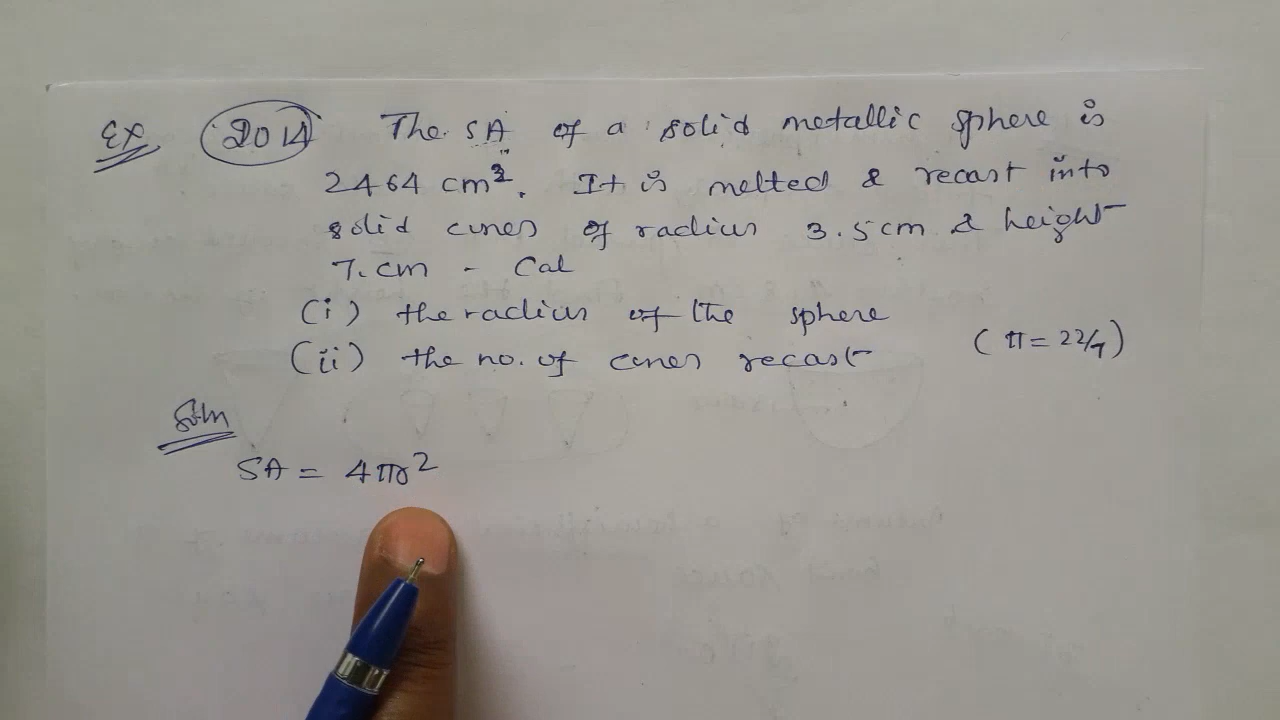 Ex 2014 The SA of a solid metallic sphere is
2464 cm². It is melted & recast into
solid cones of radius 3.5cm & height
7.cm - Cal
(i) the radius of the sphere
(ii) the no. of cones recast (π = 22/7)
Soln
SA = 4πr²